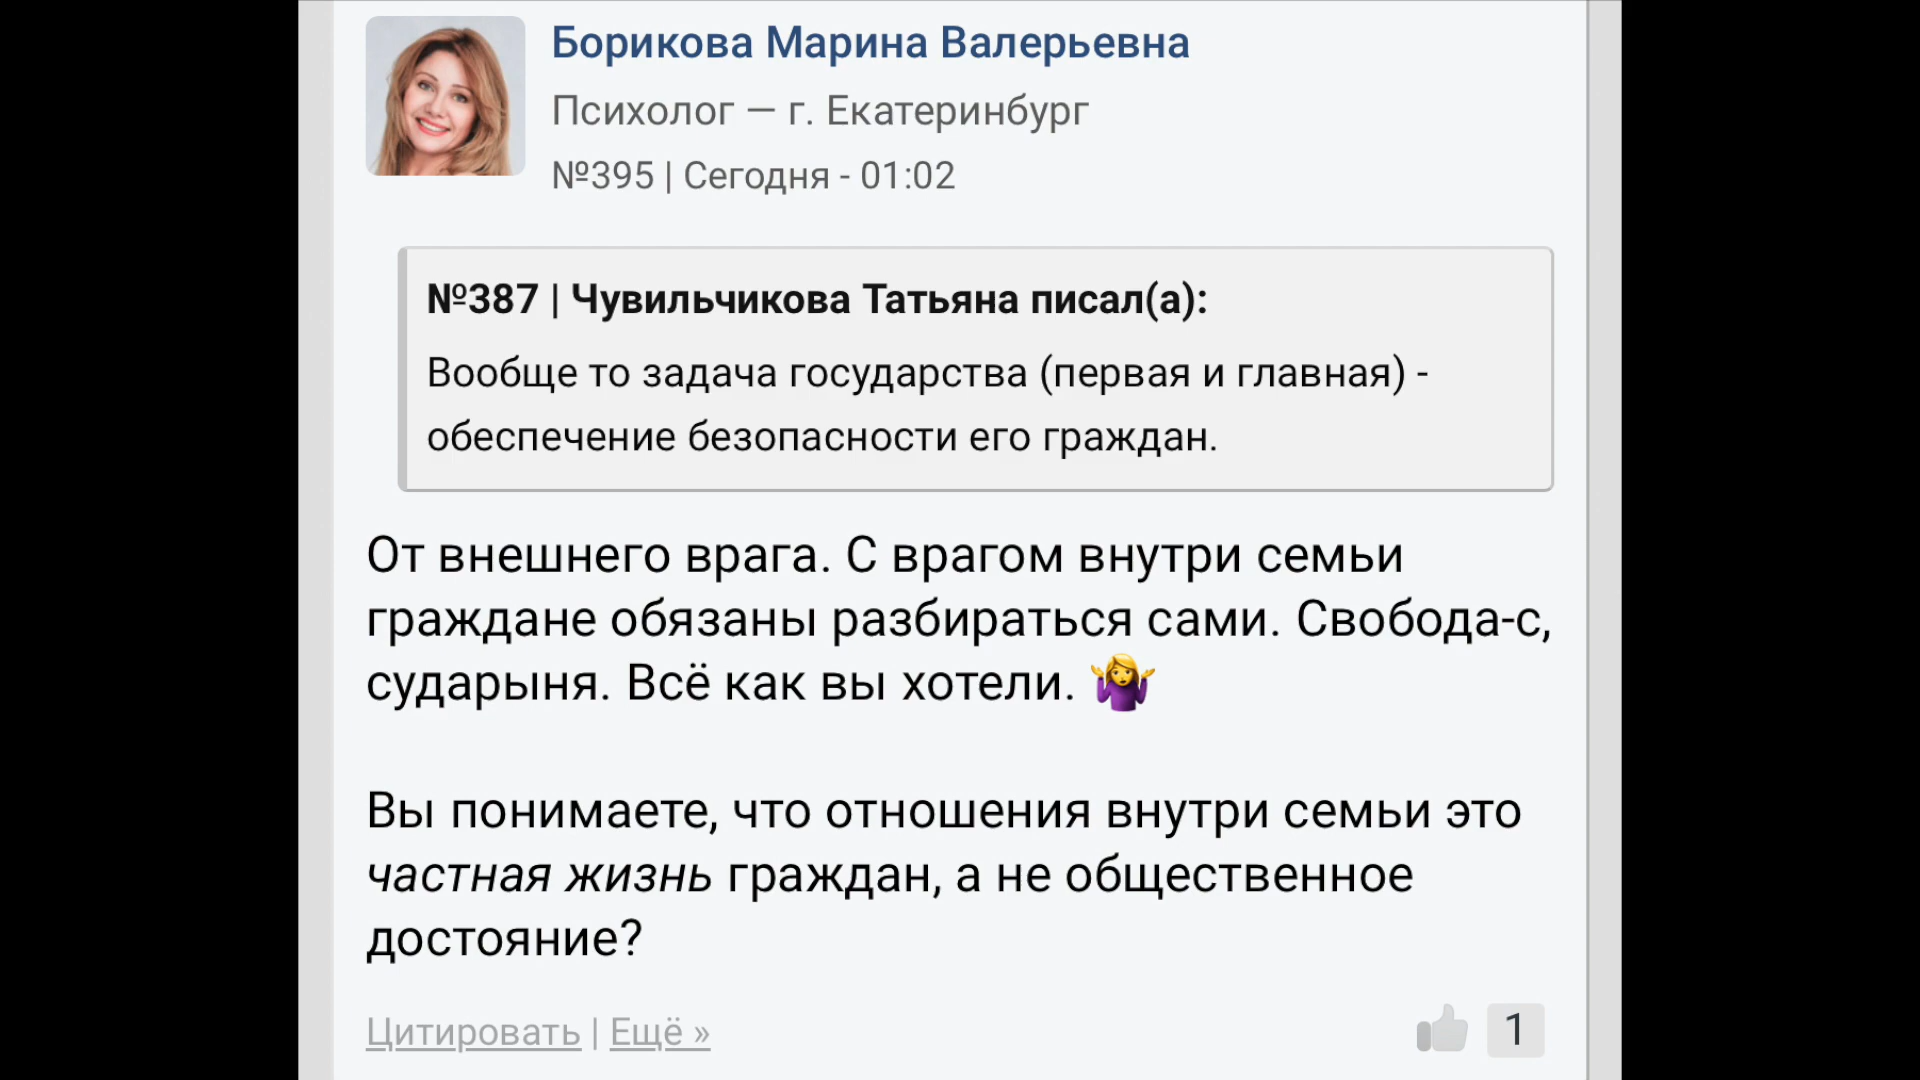 Борикова Марина Валерьевна
Психолог — г. Екатеринбург
№395 | Сегодня - 01:02
№387 | Чувильчикова Татьяна писал(а):
Вообще то задача государства (первая и главная) -
обеспечение безопасности его граждан.
От внешнего врага. С врагом внутри семьи
граждане обязаны разбираться сами. Свобода-с,
сударыня. Всё как вы хотели. 🤷‍♀️
Вы понимаете, что отношения внутри семьи это
частная жизнь граждан, а не общественное
достояние?
Цитировать | Ещё » 1